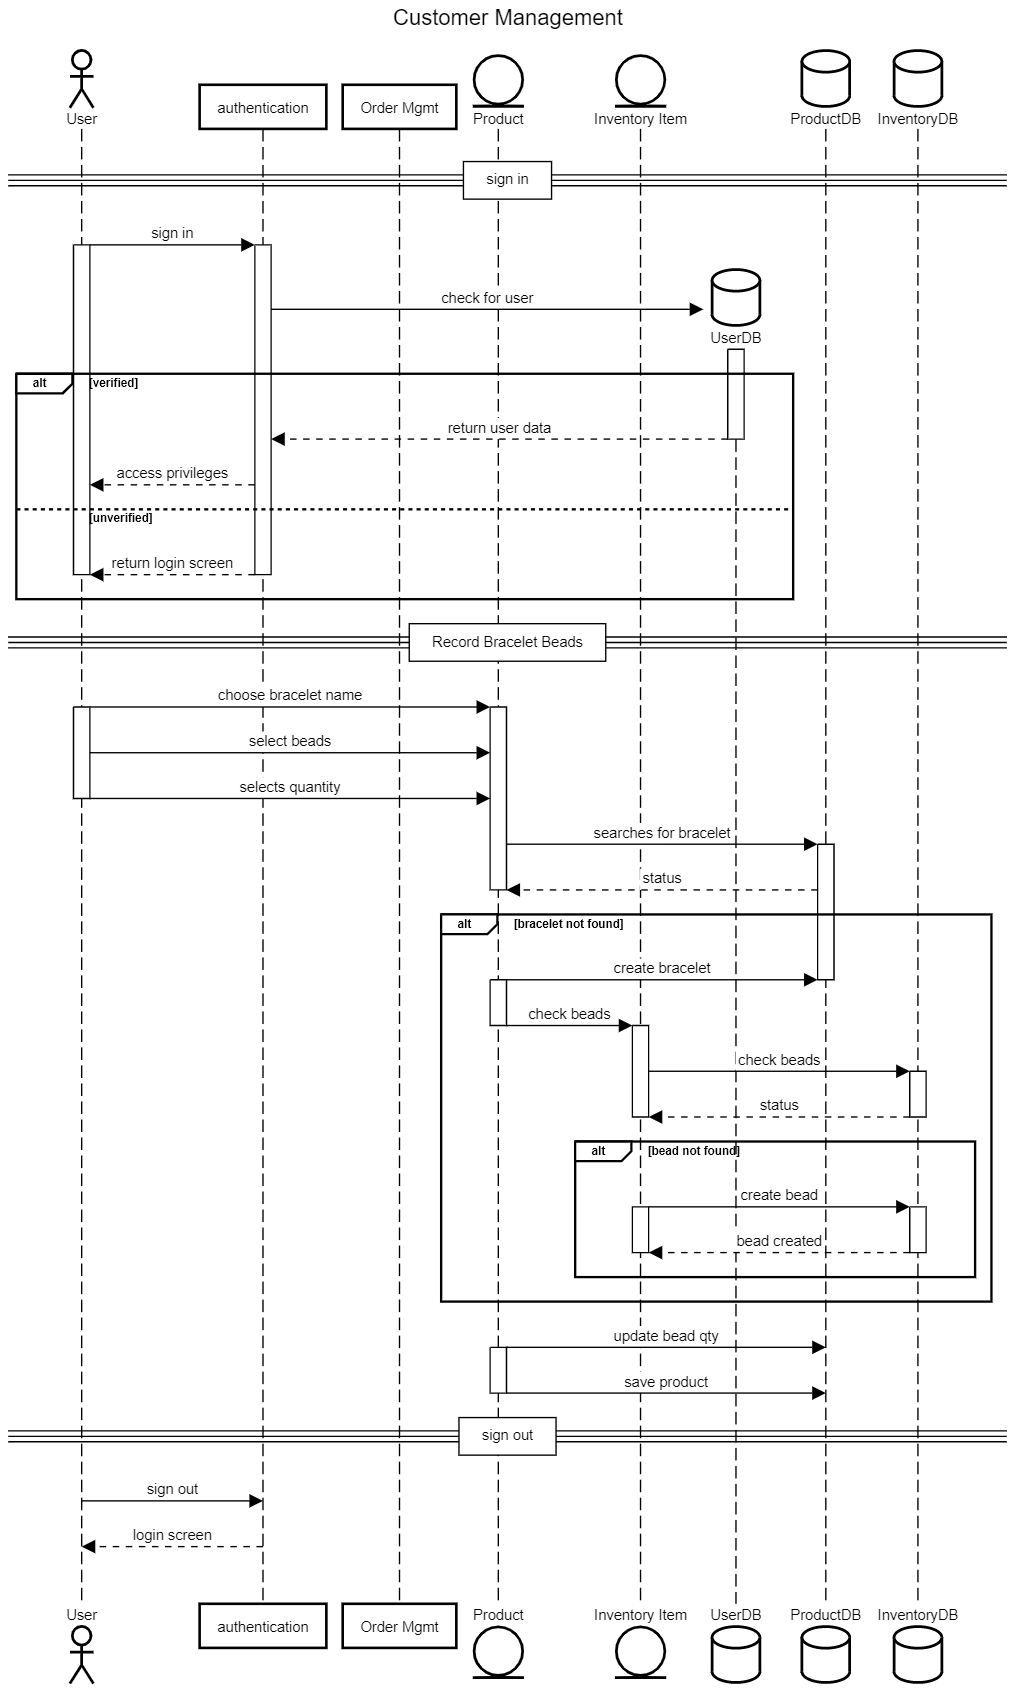 Customer Management
User
authentication
Order Mgmt
Product
Inventory Item
ProductDB
InventoryDB
sign in
sign in
check for user
UserDB
alt
[verified]
return user data
access privileges
[unverified]
return login screen
Record Bracelet Beads
choose bracelet name
select beads
selects quantity
searches for bracelet
status
alt
[bracelet not found]
create bracelet
check beads
check beads
status
alt
[bead not found]
create bead
bead created
update bead qty
save product
sign out
sign out
login screen
User
authentication
Order Mgmt
Product
Inventory Item
UserDB
ProductDB
InventoryDB